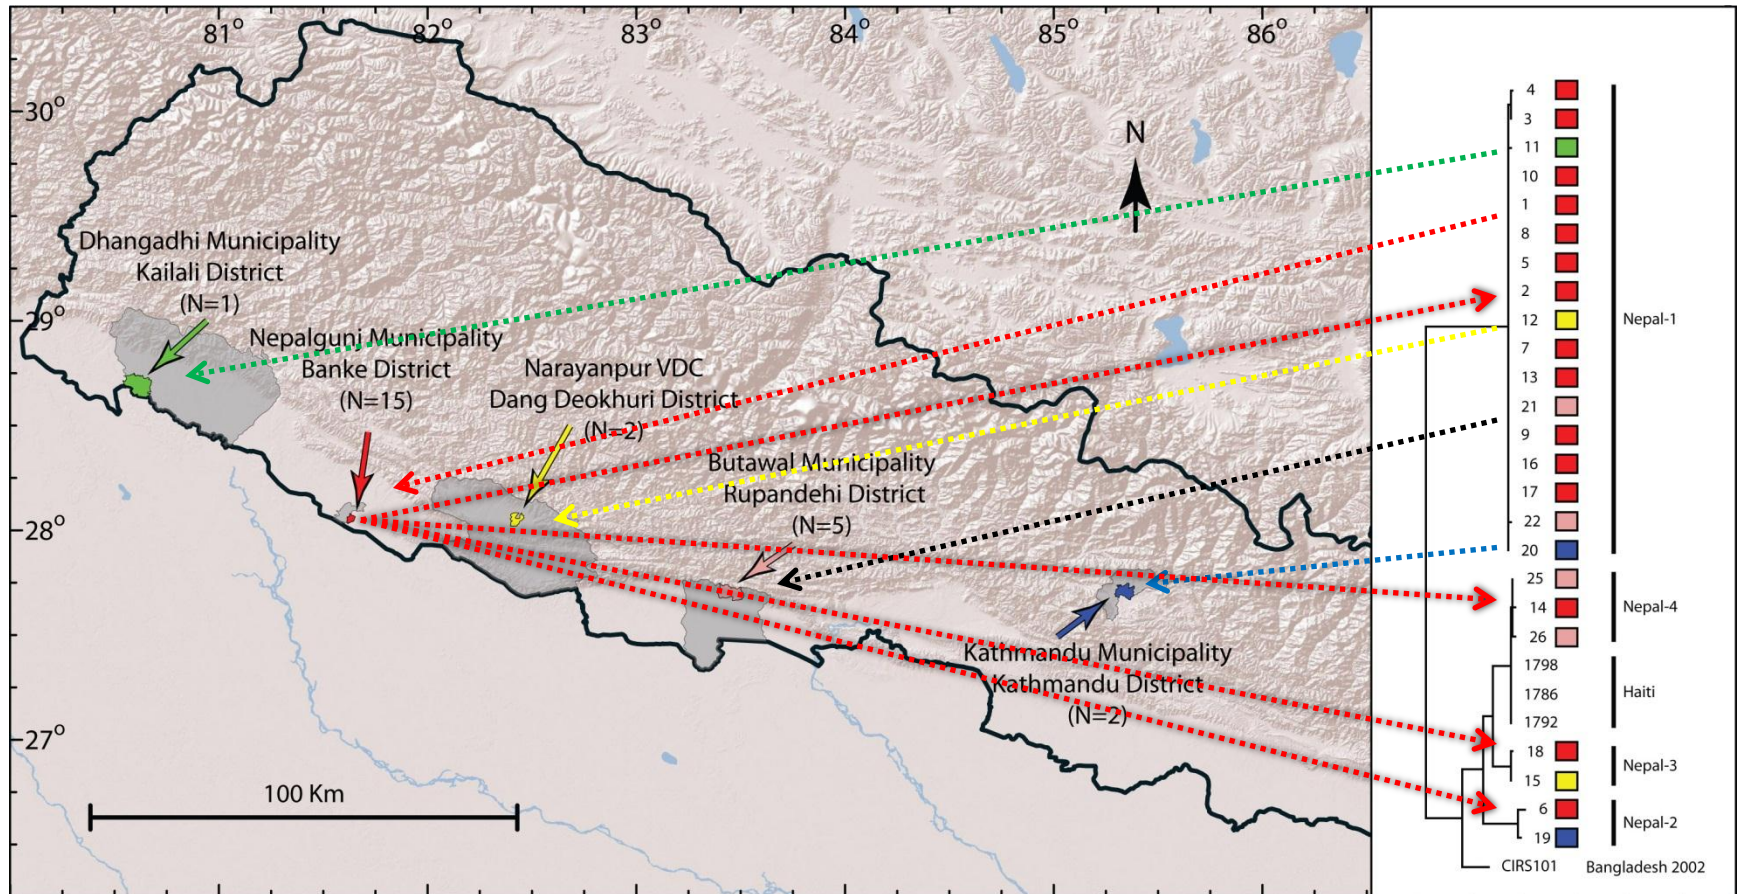 81°
82°
83°
84°
85°
86°
30°
29°
28°
27°
N
Dhangadhi Municipality
Kailali District
(N=1)
Nepalgunj Municipality
Banke District
(N=15)
Narayanpur VDC
Dang Deokhuri District
(N=2)
Butawal Municipality
Rupandehi District
(N=5)
Kathmandu Municipality
Kathmandu District
(N=2)
100 Km
4
3
11
10
1
8
5
2
12
7
13
21
9
16
17
22
20
Nepal-1
25
14
26
Nepal-4
1798
1786
1792
Haiti
18
15
Nepal-3
6
19
Nepal-2
CIRS101 Bangladesh 2002